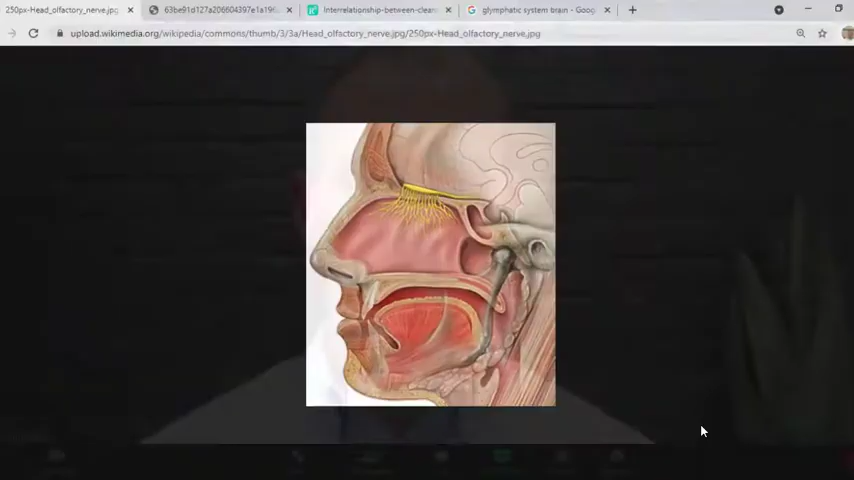 250px-Head_olfactory_nerve.jpg
63be91d127a206604397e1a19f
Interrelationship-between-clear
glymphatic system brain - Goog
upload.wikimedia.org/wikipedia/commons/thumb/3/3a/Head_olfactory_nerve.jpg/250px-Head_olfactory_nerve.jpg